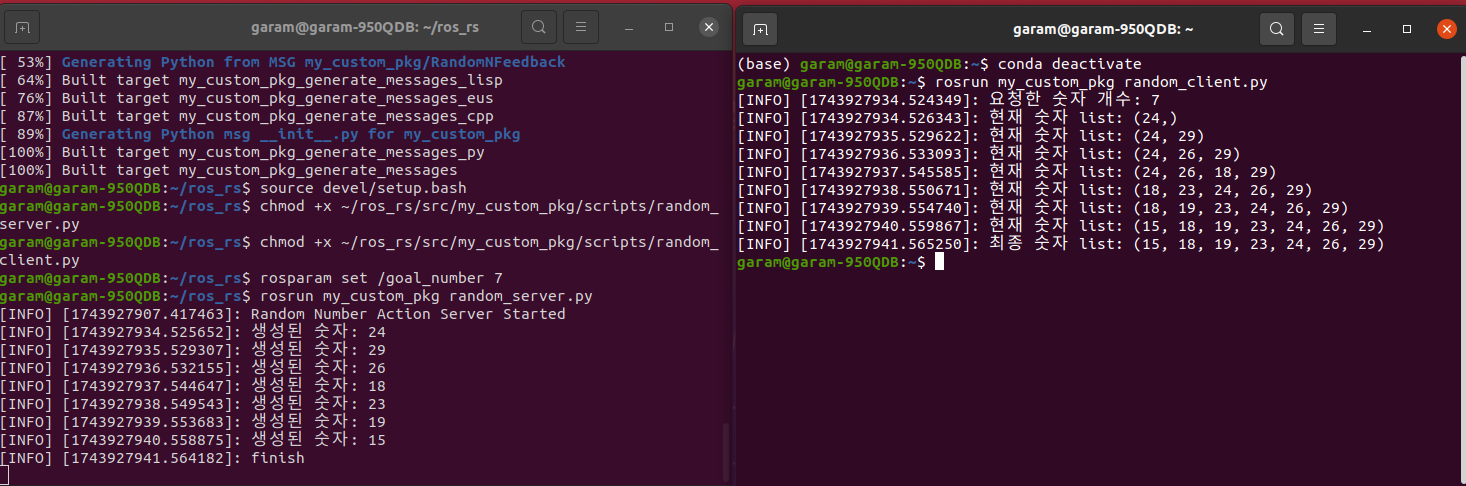 garam@garam-950QDB: ~/ros_rs
[ 53%] Generating Python from MSG my_custom_pkg/RandomNFeedback
[ 64%] Built target my_custom_pkg_generate_messages_lisp
[ 76%] Built target my_custom_pkg_generate_messages_eus
[ 87%] Built target my_custom_pkg_generate_messages_cpp
[ 89%] Generating Python msg __init__.py for my_custom_pkg
[100%] Built target my_custom_pkg_generate_messages_py
[100%] Built target my_custom_pkg_generate_messages
garam@garam-950QDB:~/ros_rs$ source devel/setup.bash
garam@garam-950QDB:~/ros_rs$ chmod +x ~/ros_rs/src/my_custom_pkg/scripts/random_
server.py
garam@garam-950QDB:~/ros_rs$ chmod +x ~/ros_rs/src/my_custom_pkg/scripts/random_
client.py
garam@garam-950QDB:~/ros_rs$ rosparam set /goal_number 7
garam@garam-950QDB:~/ros_rs$ rosrun my_custom_pkg random_server.py
[INFO] [1743927907.417463]: Random Number Action Server Started
[INFO] [1743927934.525652]: 생성된 숫자: 24
[INFO] [1743927935.529307]: 생성된 숫자: 29
[INFO] [1743927936.532155]: 생성된 숫자: 26
[INFO] [1743927937.544647]: 생성된 숫자: 18
[INFO] [1743927938.549543]: 생성된 숫자: 23
[INFO] [1743927939.553683]: 생성된 숫자: 19
[INFO] [1743927940.558875]: 생성된 숫자: 15
[INFO] [1743927941.564182]: finish
garam@garam-950QDB: ~
(base) garam@garam-950QDB:~$ conda deactivate
garam@garam-950QDB:~$ rosrun my_custom_pkg random_client.py
[INFO] [1743927934.524349]: 요청한 숫자 개수: 7
[INFO] [1743927934.526343]: 현재 숫자 list: (24,)
[INFO] [1743927935.529622]: 현재 숫자 list: (24, 29)
[INFO] [1743927936.533093]: 현재 숫자 list: (24, 26, 29)
[INFO] [1743927937.545585]: 현재 숫자 list: (24, 26, 18, 29)
[INFO] [1743927938.550671]: 현재 숫자 list: (18, 23, 24, 26, 29)
[INFO] [1743927939.554740]: 현재 숫자 list: (18, 19, 23, 24, 26, 29)
[INFO] [1743927940.559867]: 현재 숫자 list: (15, 18, 19, 23, 24, 26, 29)
[INFO] [1743927941.565250]: 최종 숫자 list: (15, 18, 19, 23, 24, 26, 29)
garam@garam-950QDB:~$